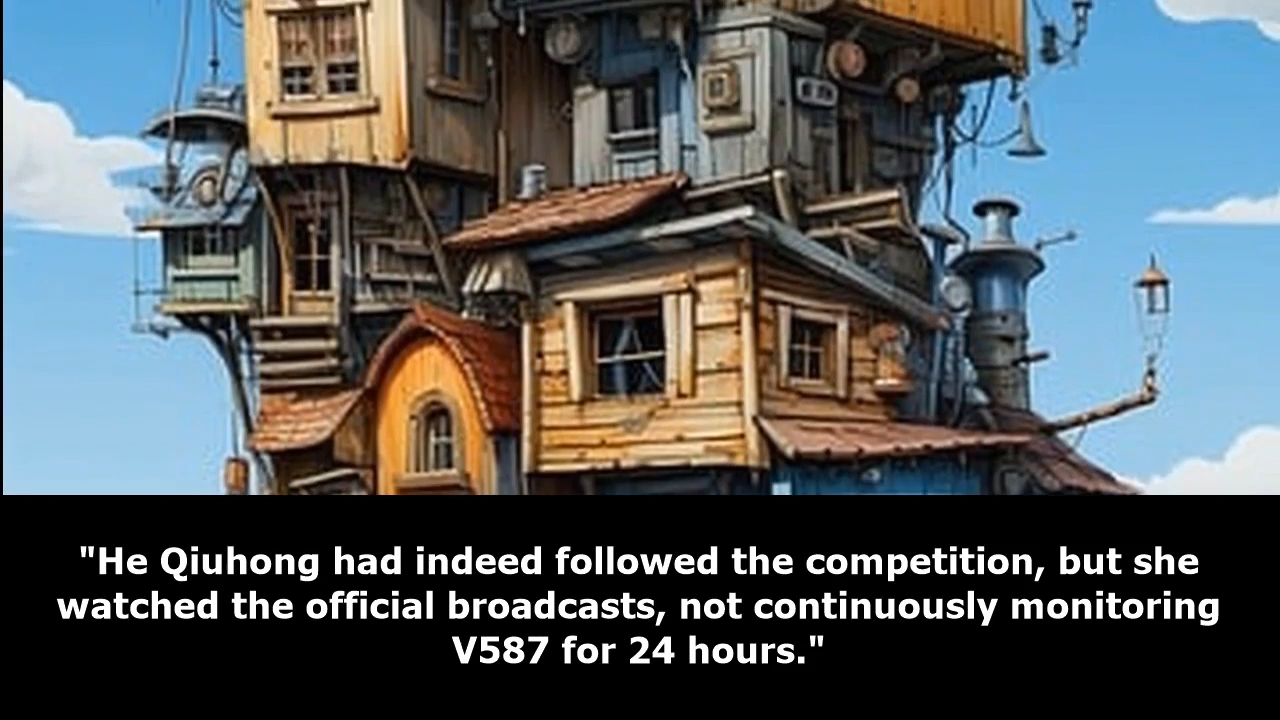 "He Qiuhong had indeed followed the competition, but she
watched the official broadcasts, not continuously monitoring
V587 for 24 hours."